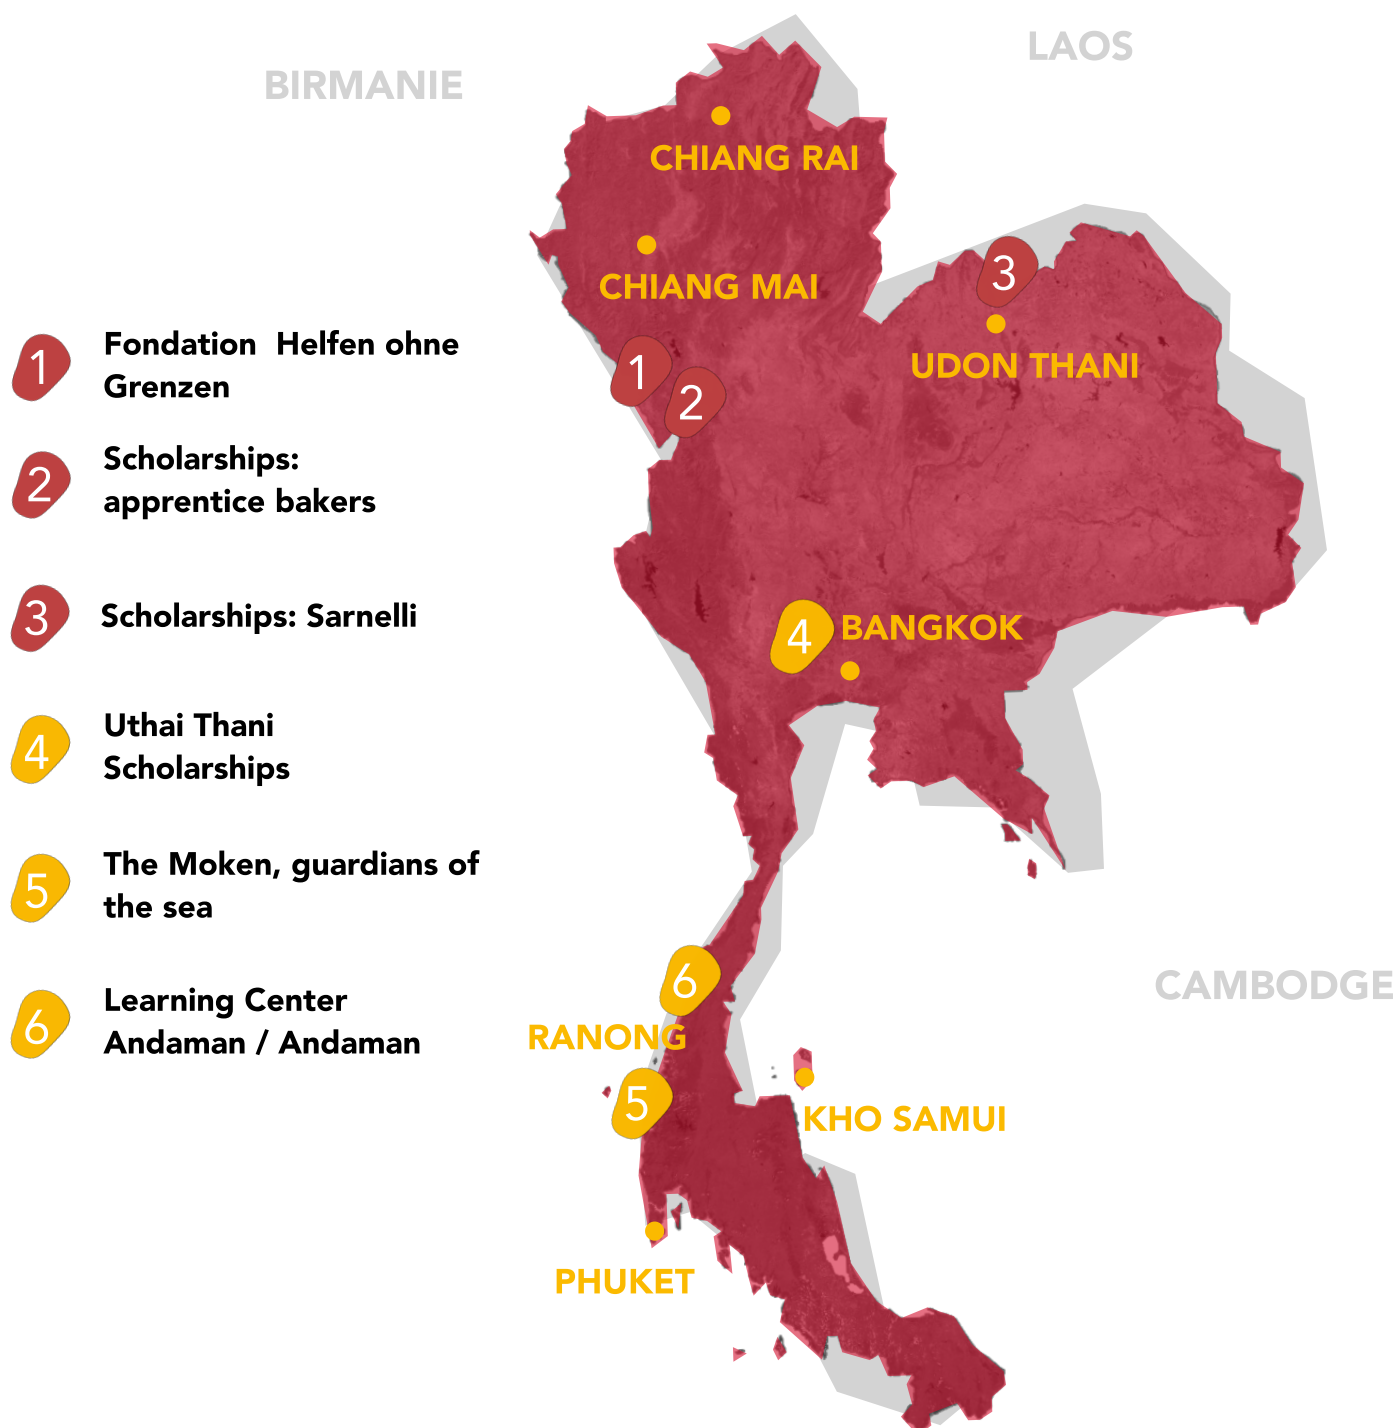 BIRMANIE
LAOS
CHIANG RAI
CHIANG MAI
3
UDON THANI
1
2
4
BANGKOK
6
RANONG
5
KHO SAMUI
PHUKET
CAMBODGE
1
Fondation  Helfen ohne
Grenzen
2
Scholarships:
apprentice bakers
3
Scholarships: Sarnelli
4
Uthai Thani
Scholarships
5
The Moken, guardians of
the sea
6
Learning Center
Andaman / Andaman